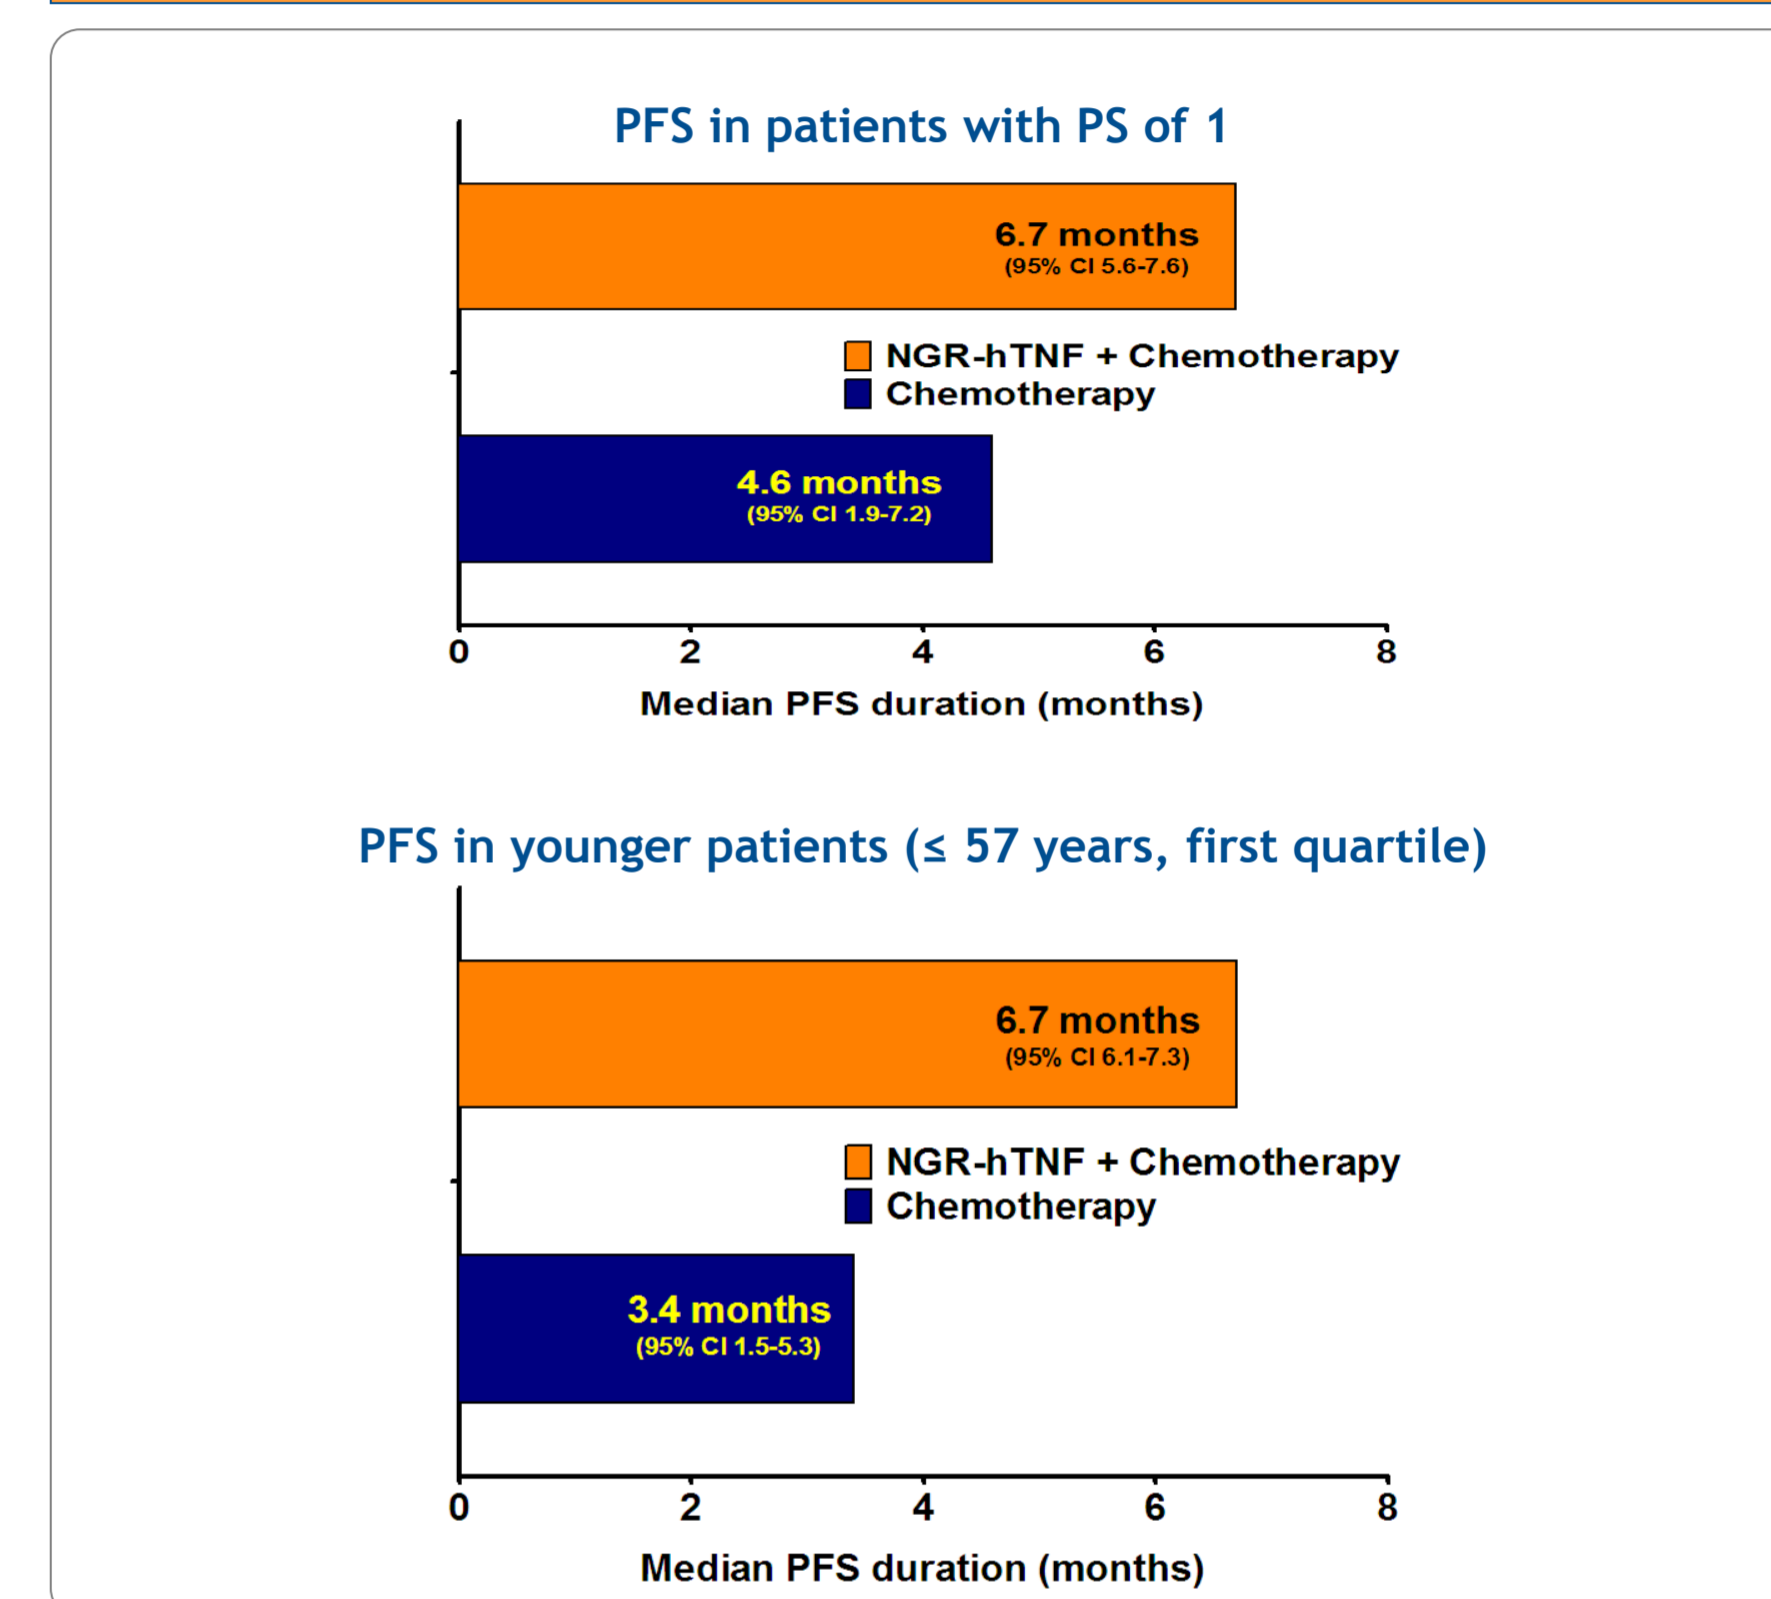 PFS in patients with PS of 1
6.7 months
(95% CI 5.6-7.6)
NGR-hTNF + Chemotherapy
Chemotherapy
4.6 months
(95% CI 1.9-7.2)
0 2 4 6 8
Median PFS duration (months)
PFS in younger patients (≤ 57 years, first quartile)
6.7 months
(95% CI 6.1-7.3)
NGR-hTNF + Chemotherapy
Chemotherapy
3.4 months
(95% CI 1.5-5.3)
0 2 4 6 8
Median PFS duration (months)